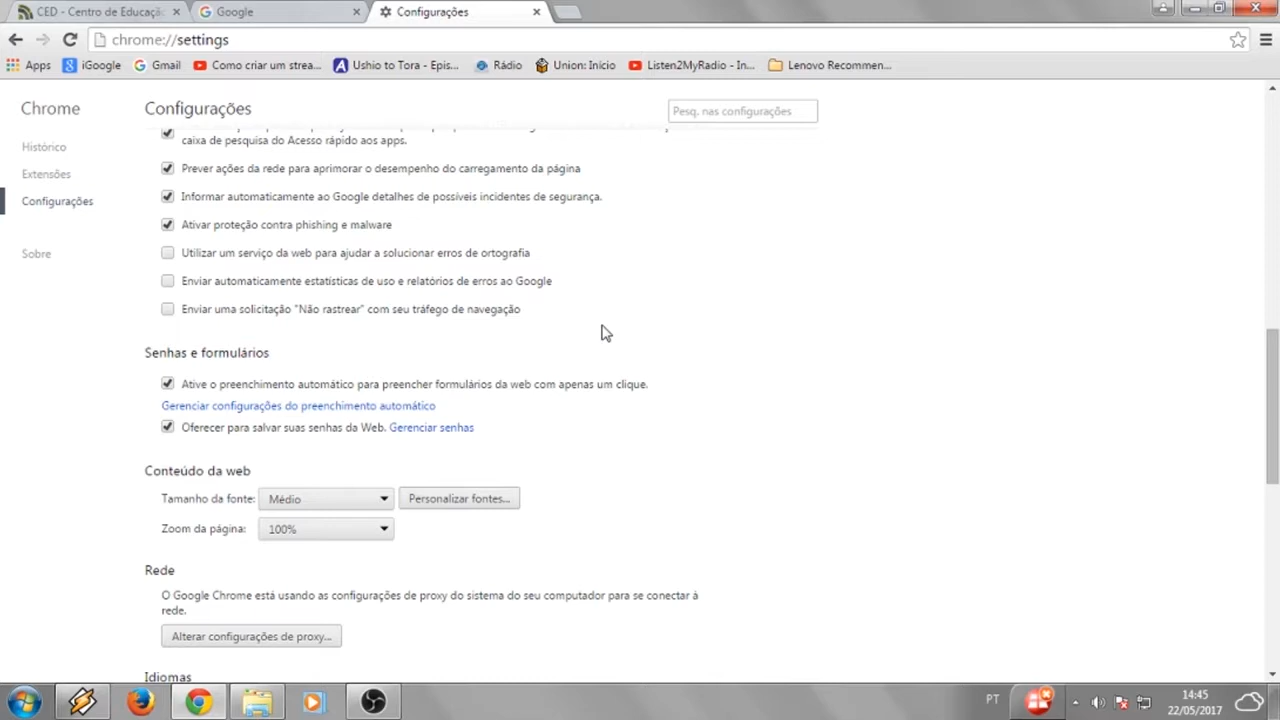 CED - Centro de Educaçã
Google
Configurações
chrome://settings
Apps
iGoogle
Gmail
Como criar um strea...
Ushio to Tora - Epis...
Rádio
Union: Início
Listen2MyRadio - In...
Lenovo Recommen...
Chrome
Configurações
Pesq. nas configurações
Histórico
Extensões
Configurações
Sobre
caixa de pesquisa do Acesso rápido aos apps.
Prever ações da rede para aprimorar o desempenho do carregamento da página
Informar automaticamente ao Google detalhes de possíveis incidentes de segurança.
Ativar proteção contra phishing e malware
Utilizar um serviço da web para ajudar a solucionar erros de ortografia
Enviar automaticamente estatísticas de uso e relatórios de erros ao Google
Enviar uma solicitação "Não rastrear" com seu tráfego de navegação
Senhas e formulários
Ative o preenchimento automático para preencher formulários da web com apenas um clique.
Gerenciar configurações do preenchimento automático
Oferecer para salvar suas senhas da Web. Gerenciar senhas
Conteúdo da web
Tamanho da fonte: Médio Personalizar fontes...
Zoom da página: 100%
Rede
O Google Chrome está usando as configurações de proxy do sistema do seu computador para se conectar à
rede.
Alterar configurações de proxy...
Idiomas
PT
14:45
22/05/2017